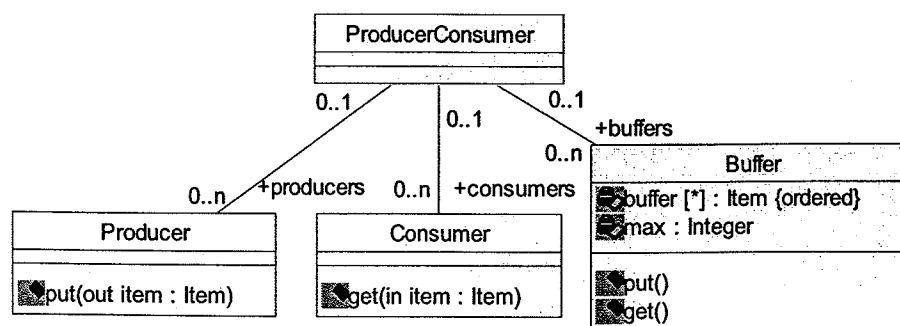 ProducerConsumer
0..1
0..1
0..1
+buffers
0..n
Buffer
0..n
+producers
0..n
+consumers
buffer [*] : Item {ordered}
max : Integer
Producer
Consumer
put(out item : Item)
get(in item : Item)
put()
get()